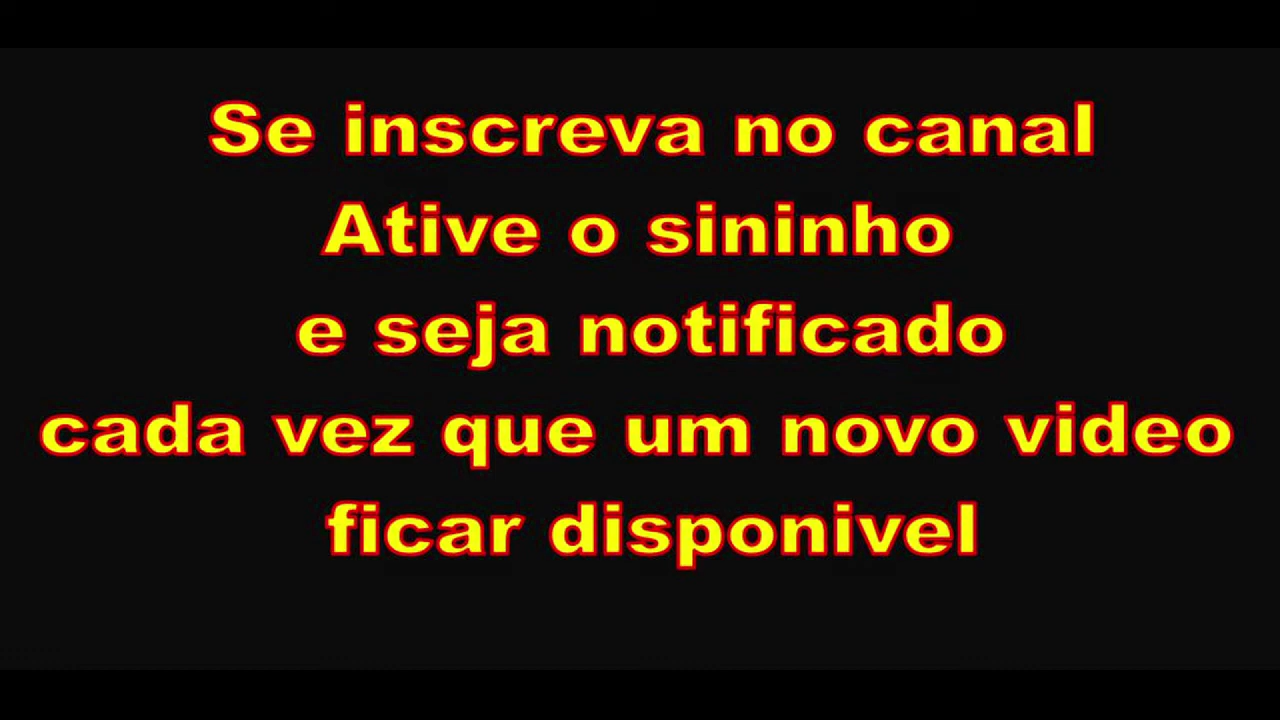 Se inscreva no canal
Ative o sininho
e seja notificado
cada vez que um novo video
ficar disponivel